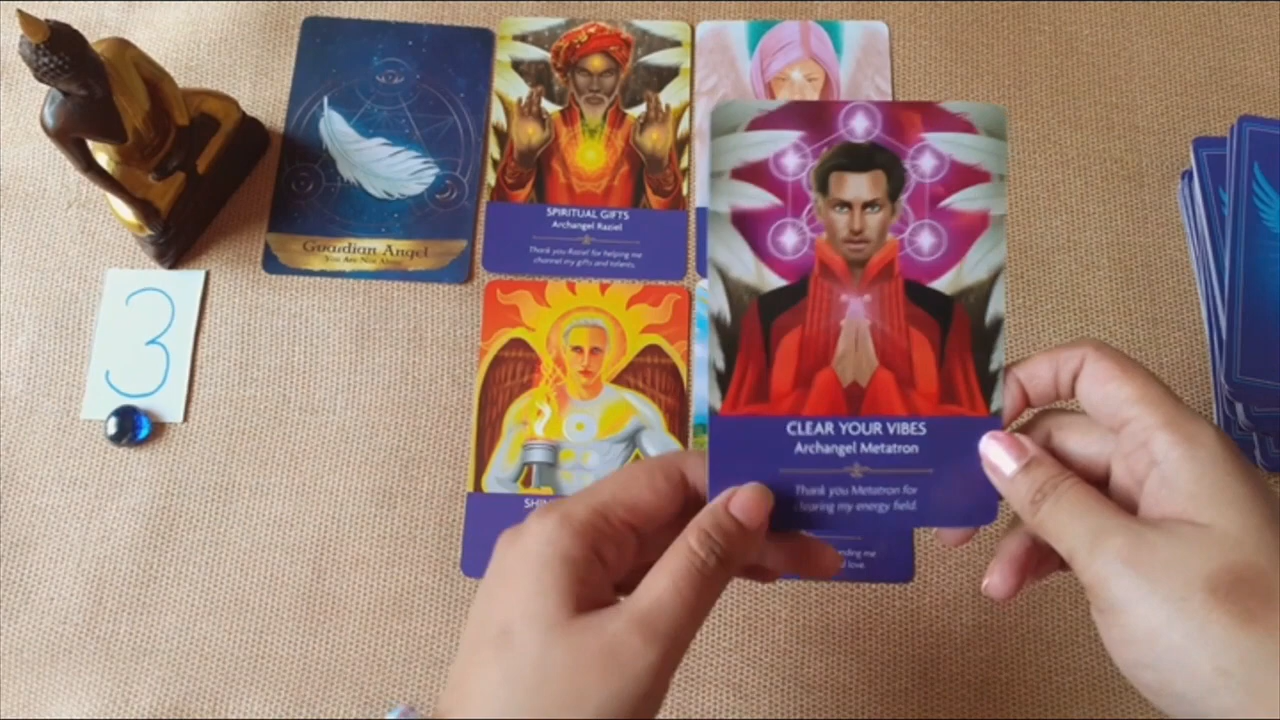 Guardian Angel
You Are Not Alone
SPIRITUAL GIFTS
Archangel Raziel
Thank you Raziel for helping me
channel my gifts and talents.
3
CLEAR YOUR VIBES
Archangel Metatron
Thank you Metatron for
clearing my energy field.